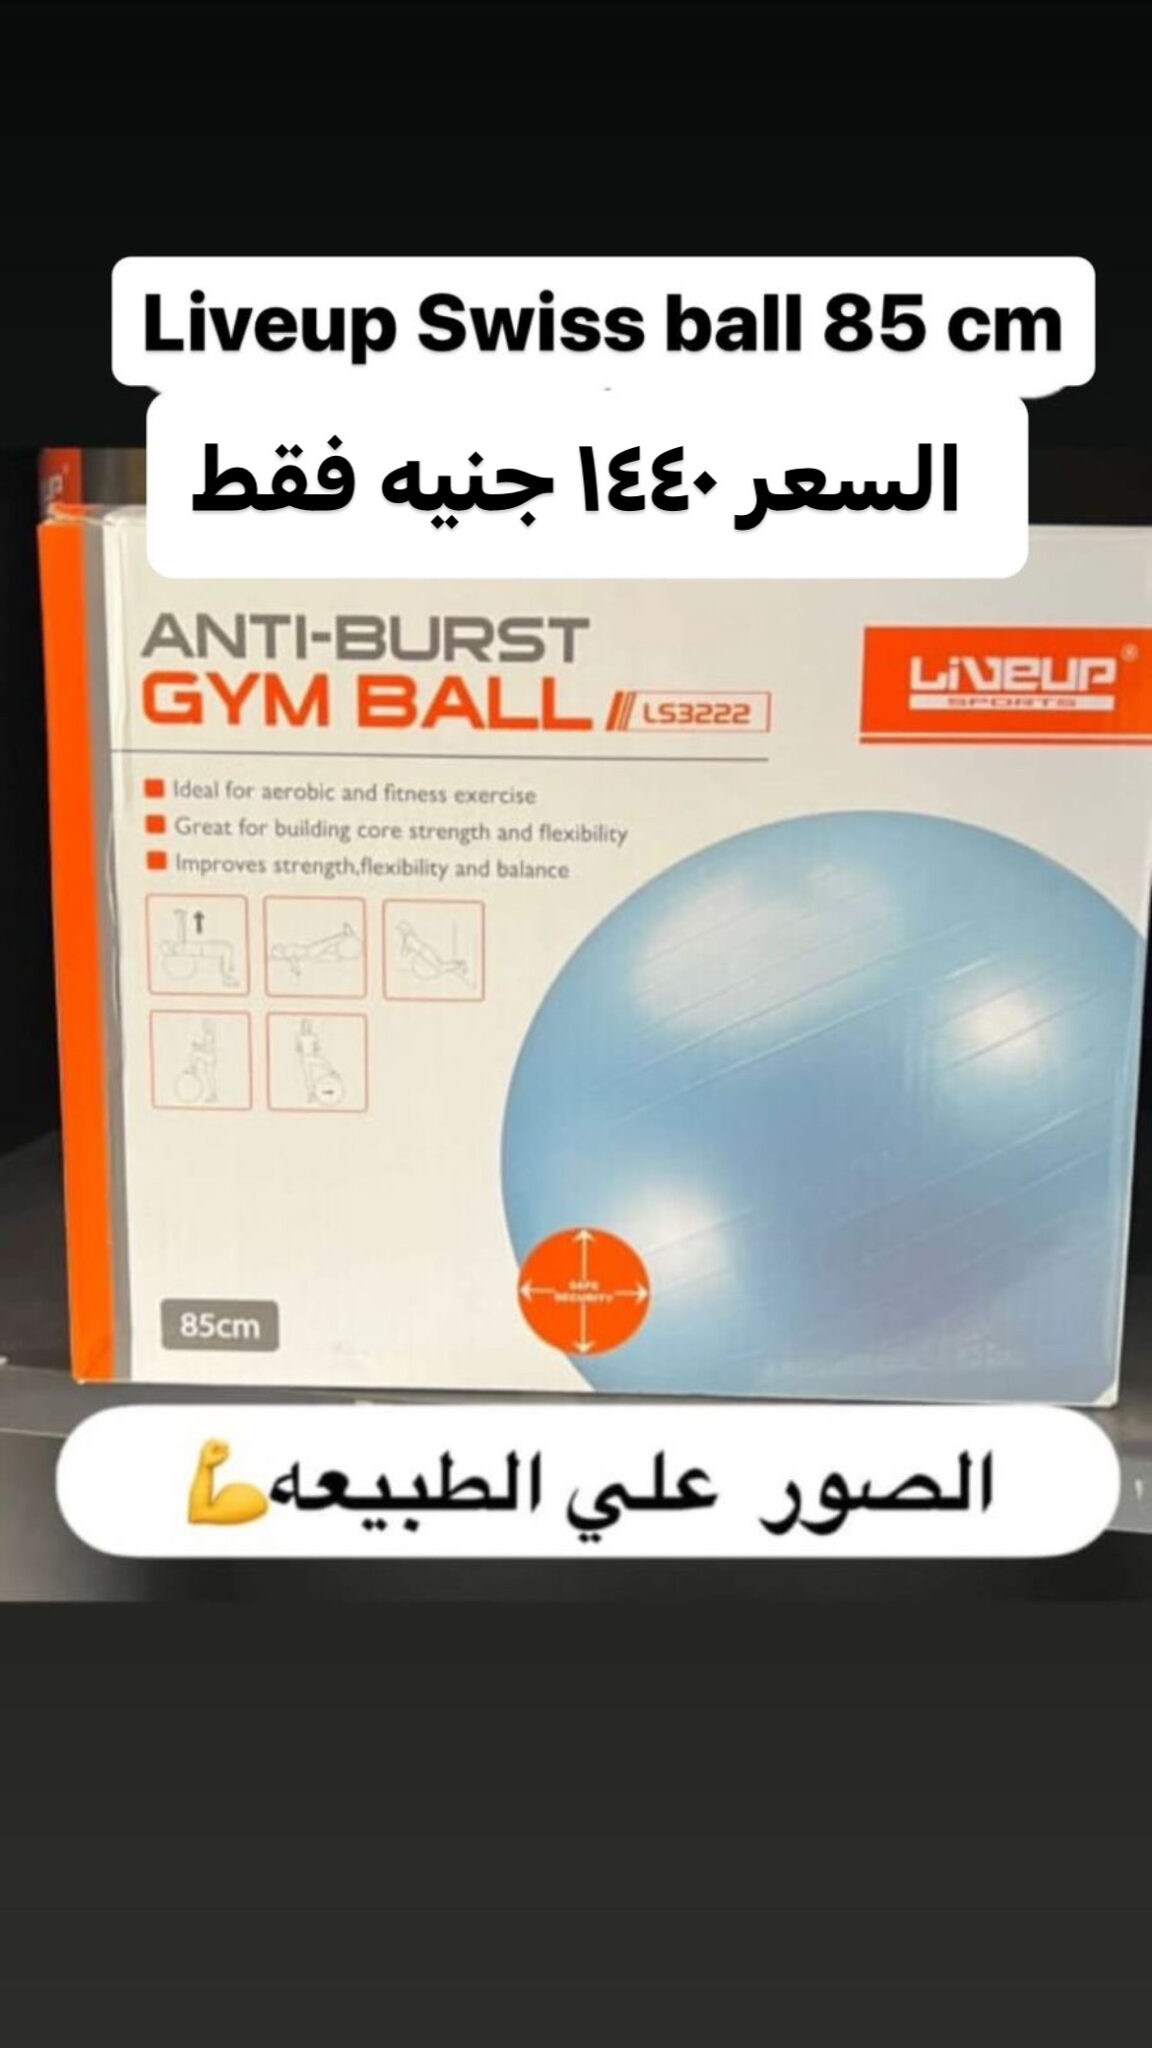 Liveup Swiss ball 85 cm
السعر ١٤٤٠ جنيه فقط
ANTI-BURST
GYM BALL LS3222
LIVEUP
SPORTS
Ideal for aerobic and fitness exercise
Great for building core strength and flexibility
Improves strength,flexibility and balance
SAFE
SECURITY
85cm
الصور علي الطبيعه💪